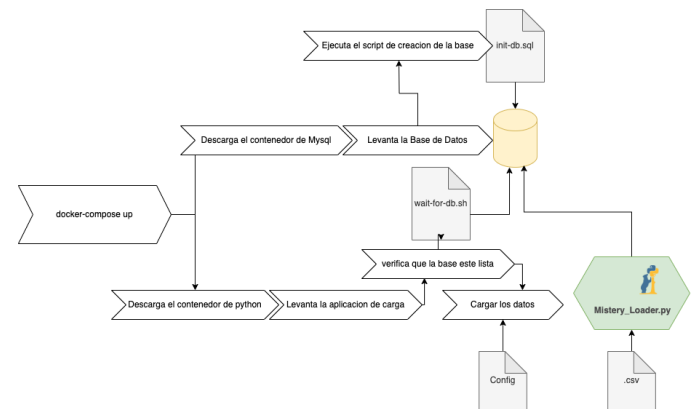 Ejecuta el script de creacion de la base
init-db.sql
Descarga el contenedor de Mysql
Levanta la Base de Datos
wait-for-db.sh
docker-compose up
verifica que la base este lista
Descarga el contenedor de python
Levanta la aplicacion de carga
Cargar los datos
Mistery_Loader.py
Config
.csv